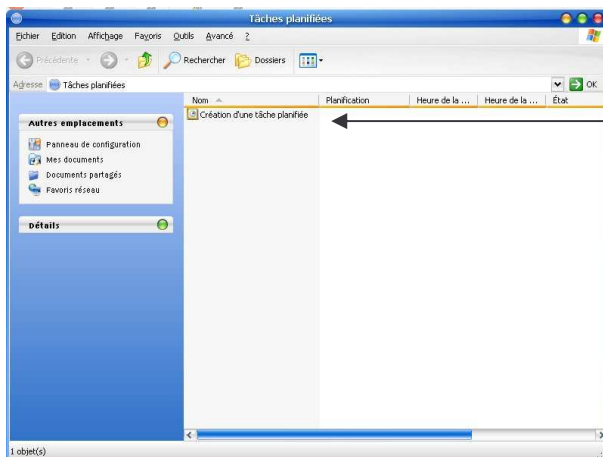 Tâches planifiées
Fichier Edition Affichage Favoris Outils Avancé ?
Précédente Rechercher Dossiers
Adresse Tâches planifiées OK
Nom Planification Heure de la ... Heure de la ... État
Création d'une tâche planifiée
Autres emplacements
Panneau de configuration
Mes documents
Documents partagés
Favoris réseau
Détails
1 objet(s)